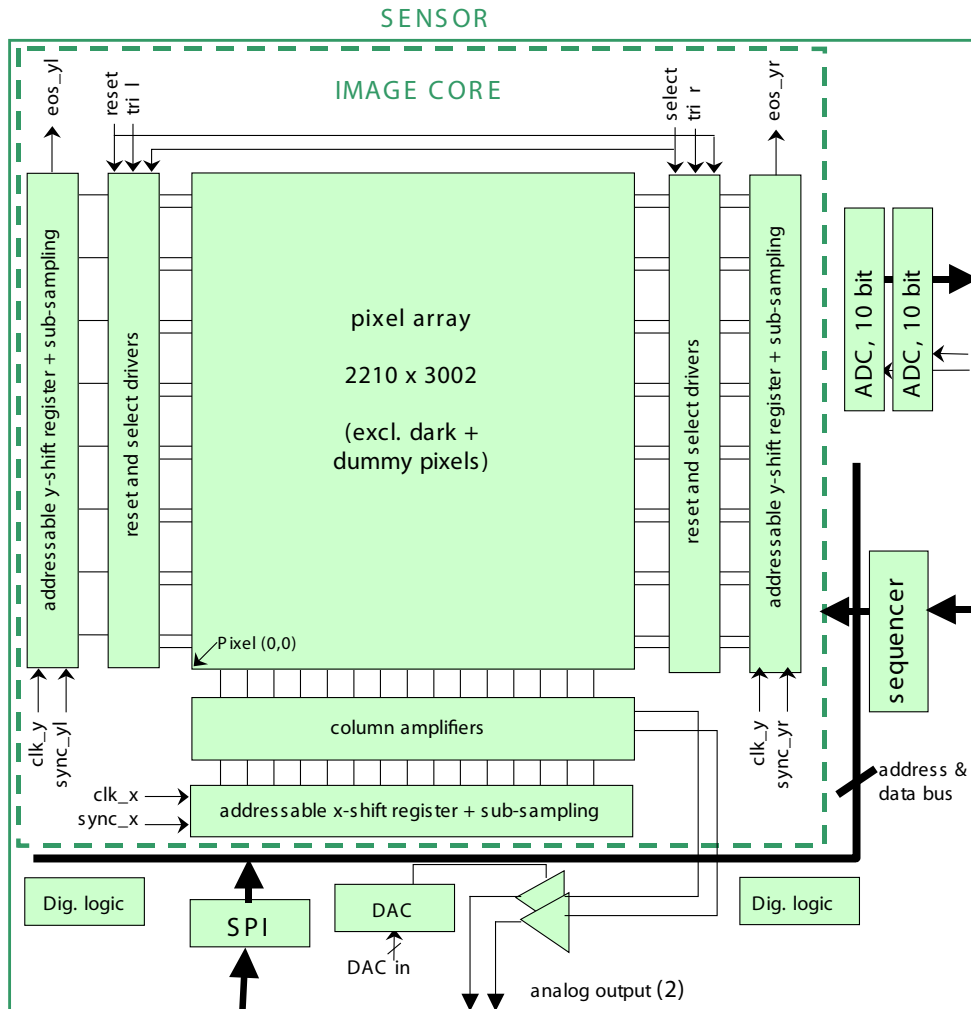 SENSOR
IMAGE CORE
eos_yl
reset
tri l
select
tri r
eos_yr
addressable y-shift register + sub-sampling
reset and select drivers
pixel array
2210 x 3002
(excl. dark +
dummy pixels)
reset and select drivers
addressable y-shift register + sub-sampling
ADC, 10 bit
ADC, 10 bit
Pixel (0,0)
sequencer
clk_y
sync_yl
column amplifiers
clk_y
sync_yr
address &
data bus
clk_x
sync_x
addressable x-shift register + sub-sampling
Dig. logic
SPI
DAC
DAC in
Dig. logic
analog output (2)